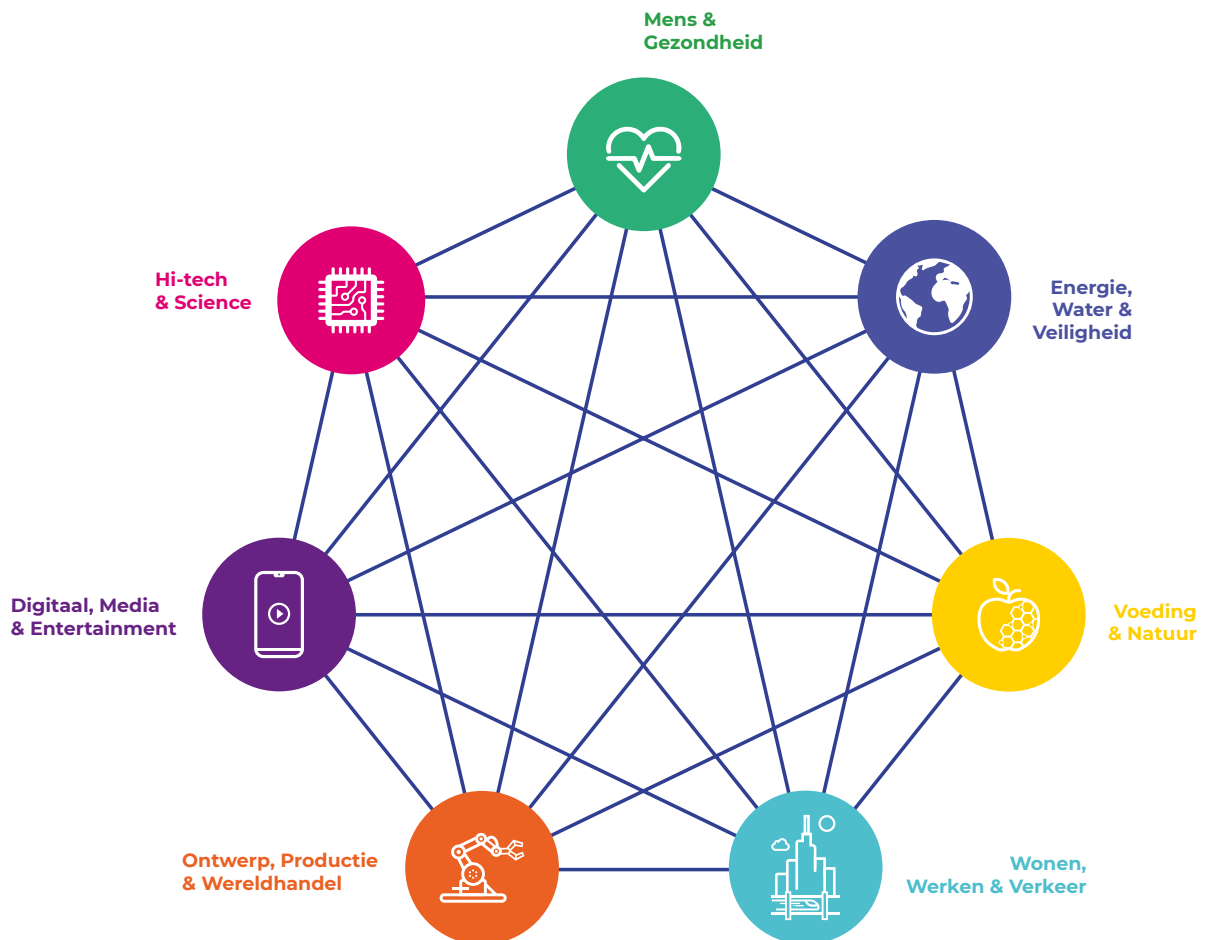 Mens &
Gezondheid
Hi-tech
& Science
Energie,
Water &
Veiligheid
Digitaal, Media
& Entertainment
Voeding
& Natuur
Ontwerp, Productie
& Wereldhandel
Wonen,
Werken & Verkeer